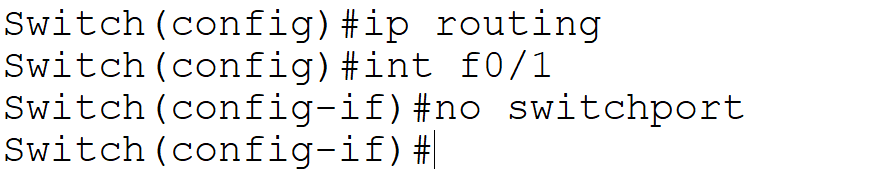 Switch(config)#ip routing
Switch(config)#int f0/1
Switch(config-if)#no switchport
Switch(config-if)#